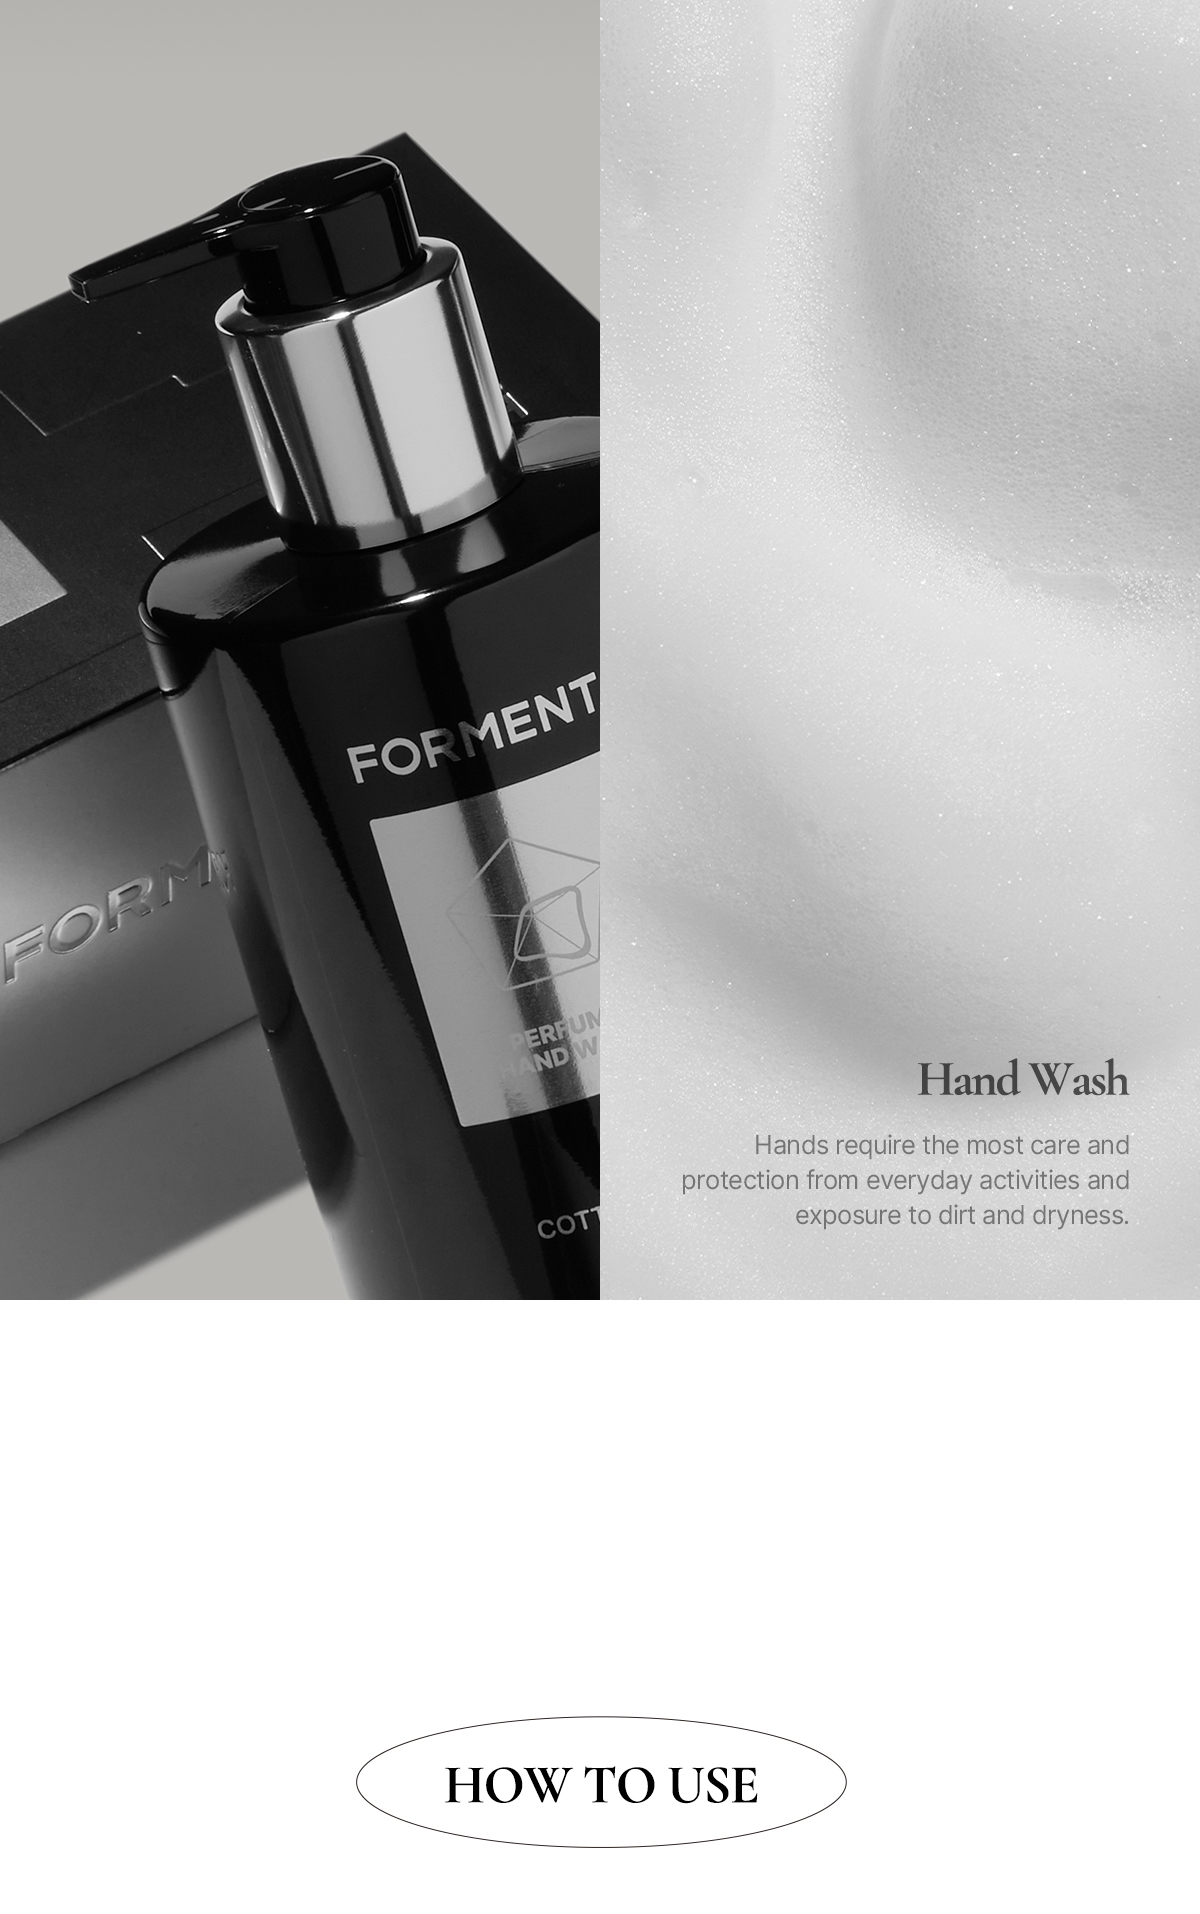 FORMENT
FORM
PERFUM
HAND W
COTT
Hand Wash
Hands require the most care and
protection from everyday activities and
exposure to dirt and dryness.
HOW TO USE